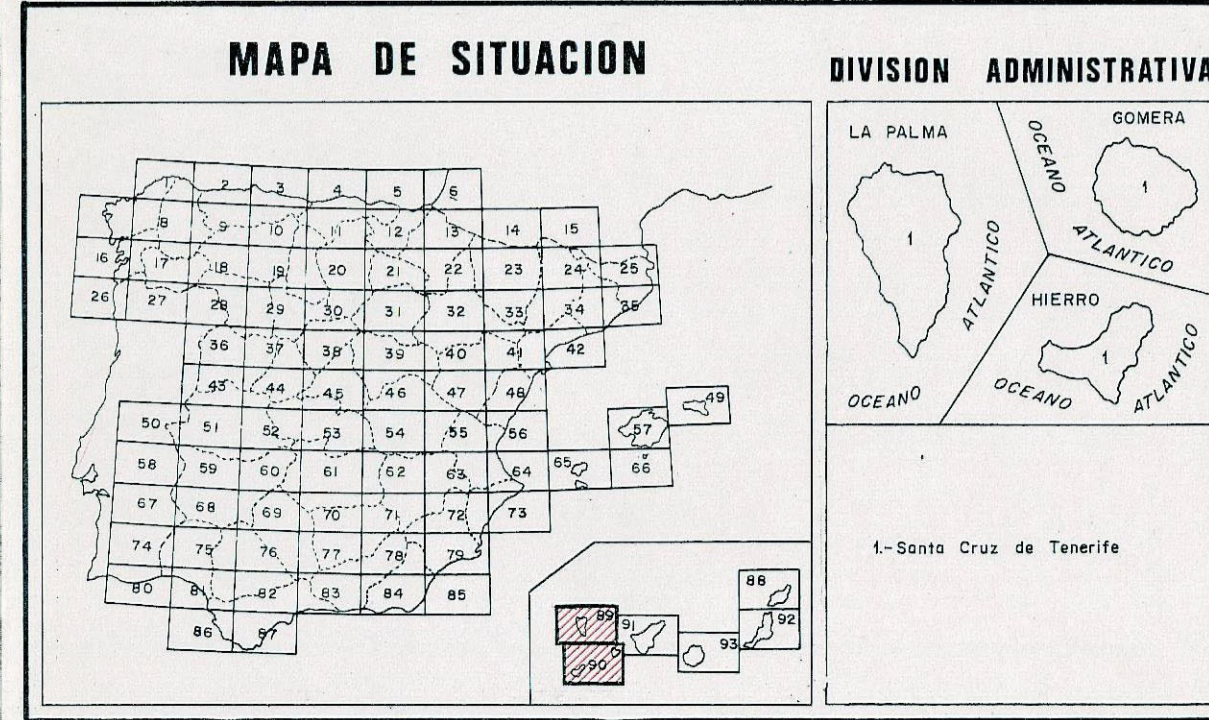 MAPA DE SITUACION
1 2 3 4 5 6
8 9 10 11 12 13 14 15
16 17 18 19 20 21 22 23 24 25
26 27 28 29 30 31 32 33 34 35
36 37 38 39 40 41 42
43 44 45 46 47 48 49
50 51 52 53 54 55 56 57
58 59 60 61 62 63 64 65 66
67 68 69 70 71 72 73
74 75 76 77 78 79
80 81 82 83 84 85
86 87
88
89 91 92
90 93
DIVISION ADMINISTRATIVA
LA PALMA
1
OCEANO ATLANTICO
GOMERA
1
OCEANO ATLANTICO
HIERRO
1
OCEANO ATLANTICO
1.-Santa Cruz de Tenerife